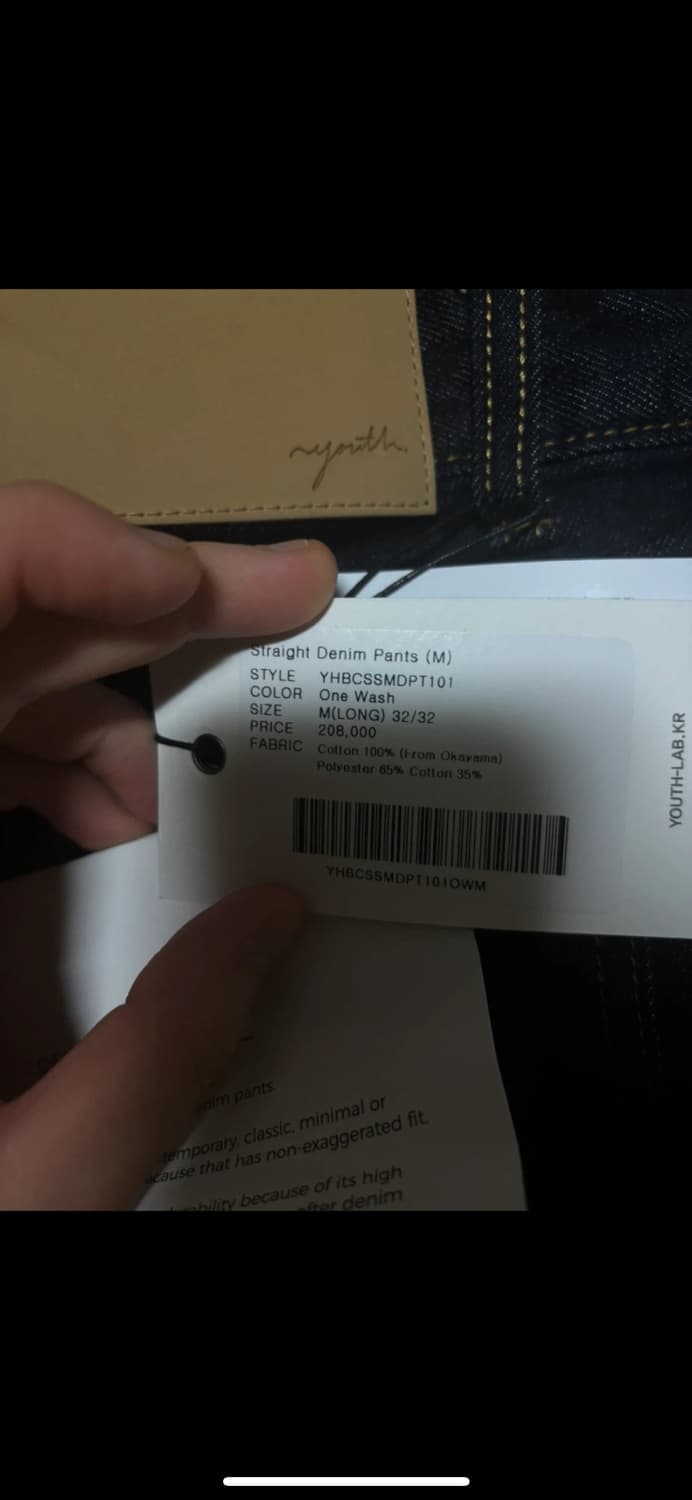 youth.
Straight Denim Pants (M)
STYLE YHBCSSMDPT101
COLOR One Wash
SIZE M(LONG) 32/32
PRICE 208,000
FABRIC Cotton 100% (From Okayama)
Polyester 65% Cotton 35%
YHBCSSMDPT101OWM
YOUTH-LAB.KR
pants.
classic, minimal or
that has non-exaggerated fit.
because of its high
denim